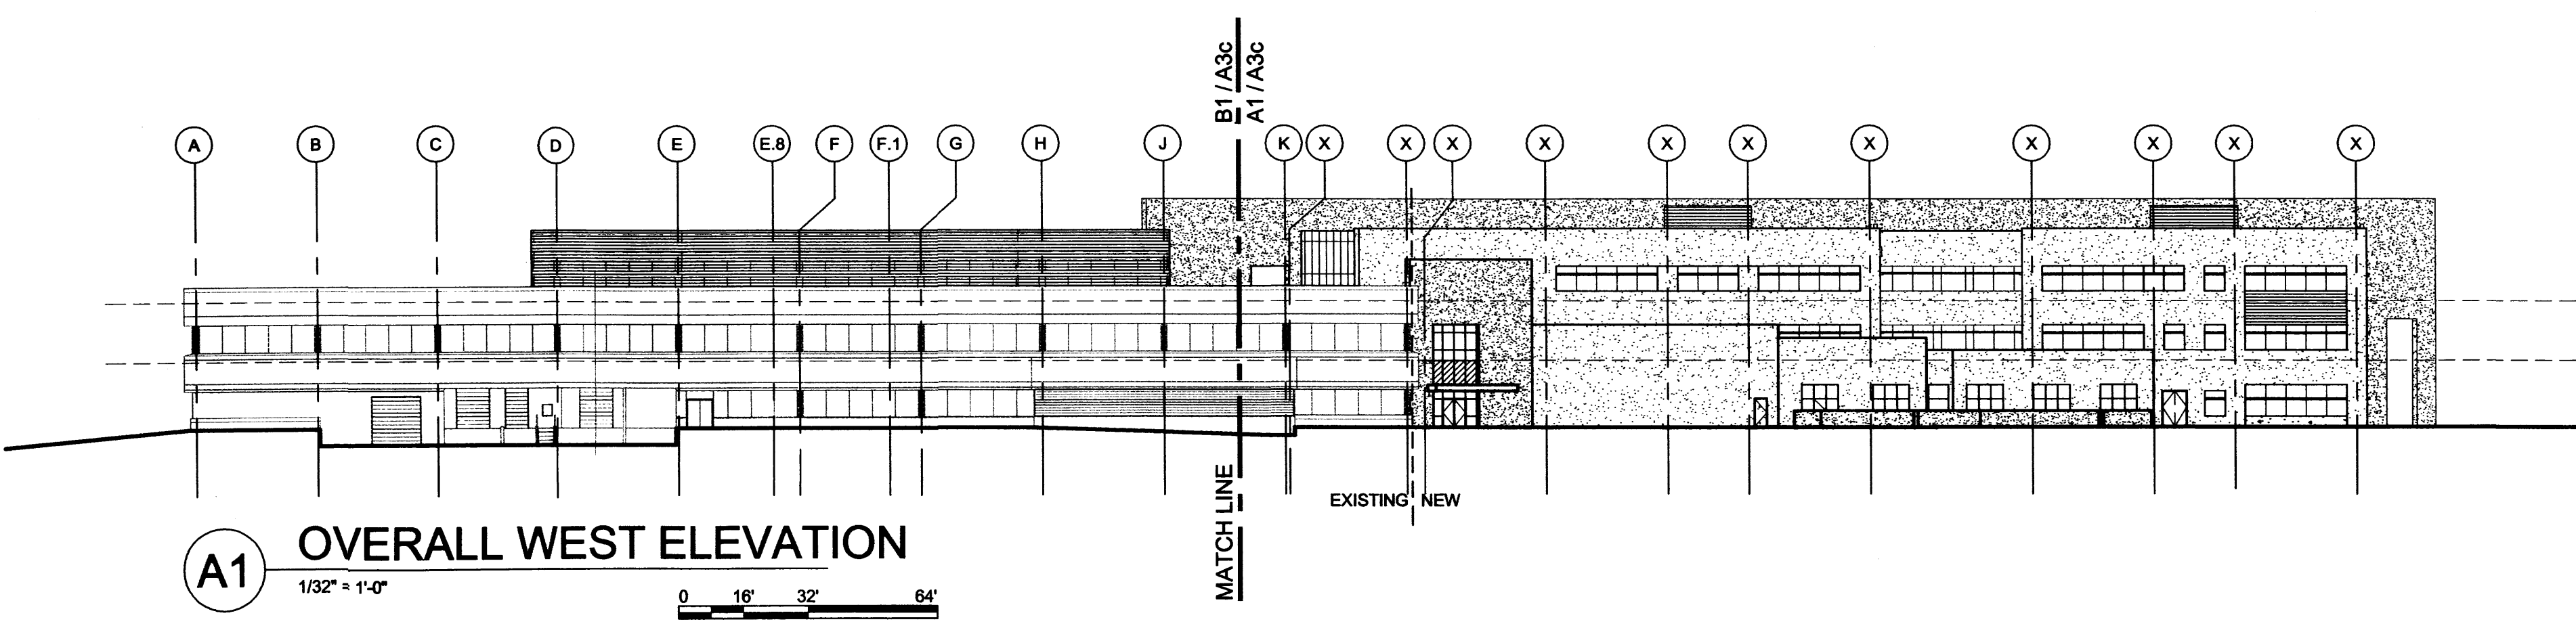 B1 / A3c
A1 / A3c
A B C D E E.8 F F.1 G H J K X X X X X X X X X X X
MATCH LINE
EXISTING NEW
A1
OVERALL WEST ELEVATION
1/32" = 1'-0"
0 16' 32' 64'